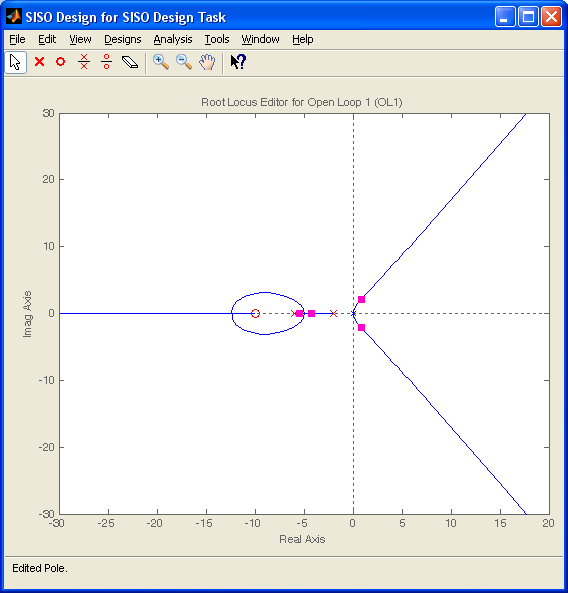 SISO Design for SISO Design Task
File Edit View Designs Analysis Tools Window Help
Root Locus Editor for Open Loop 1 (OL1)
30
20
10
0
-10
-20
-30
Imag Axis
-30 -25 -20 -15 -10 -5 0 5 10 15 20
Real Axis
Edited Pole.